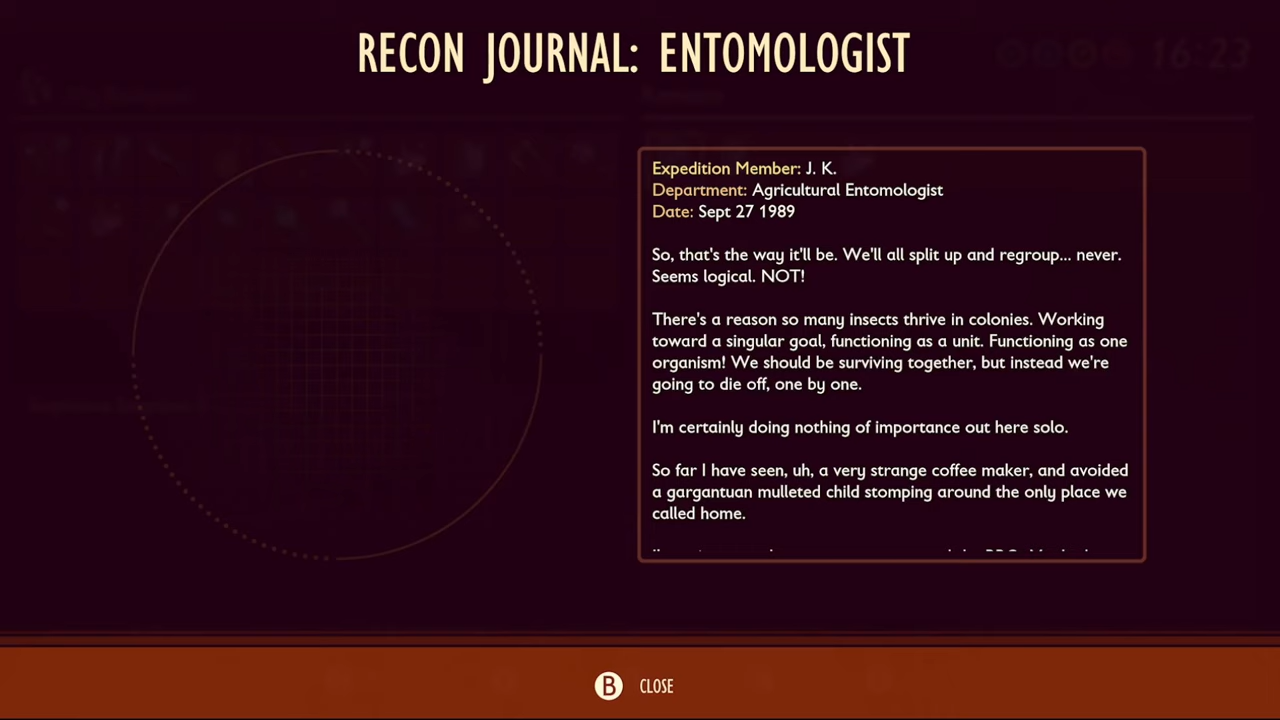 RECON JOURNAL: ENTOMOLOGIST
16:23
Expedition Member: J. K.
Department: Agricultural Entomologist
Date: Sept 27 1989
So, that's the way it'll be. We'll all split up and regroup... never.
Seems logical. NOT!
There's a reason so many insects thrive in colonies. Working
toward a singular goal, functioning as a unit. Functioning as one
organism! We should be surviving together, but instead we're
going to die off, one by one.
I'm certainly doing nothing of importance out here solo.
So far I have seen, uh, a very strange coffee maker, and avoided
a gargantuan mulleted child stomping around the only place we
called home.
B CLOSE